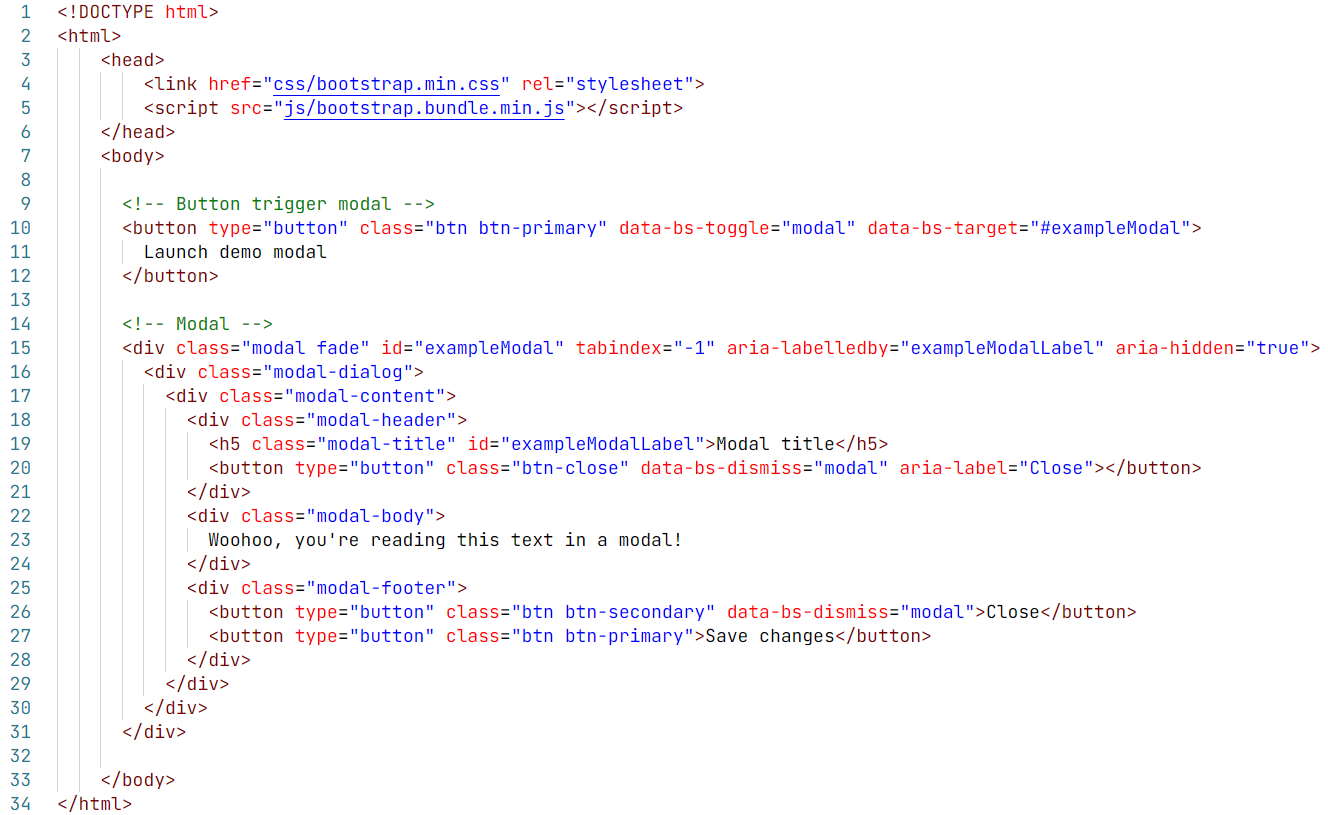 1 <!DOCTYPE html>
2 <html>
3     <head>
4         <link href="css/bootstrap.min.css" rel="stylesheet">
5         <script src="js/bootstrap.bundle.min.js"></script>
6     </head>
7     <body>
8
9       <!-- Button trigger modal -->
10       <button type="button" class="btn btn-primary" data-bs-toggle="modal" data-bs-target="#exampleModal">
11         Launch demo modal
12       </button>
13
14       <!-- Modal -->
15       <div class="modal fade" id="exampleModal" tabindex="-1" aria-labelledby="exampleModalLabel" aria-hidden="true">
16         <div class="modal-dialog">
17           <div class="modal-content">
18             <div class="modal-header">
19               <h5 class="modal-title" id="exampleModalLabel">Modal title</h5>
20               <button type="button" class="btn-close" data-bs-dismiss="modal" aria-label="Close"></button>
21             </div>
22             <div class="modal-body">
23               Woohoo, you're reading this text in a modal!
24             </div>
25             <div class="modal-footer">
26               <button type="button" class="btn btn-secondary" data-bs-dismiss="modal">Close</button>
27               <button type="button" class="btn btn-primary">Save changes</button>
28             </div>
29           </div>
30         </div>
31       </div>
32
33     </body>
34 </html>